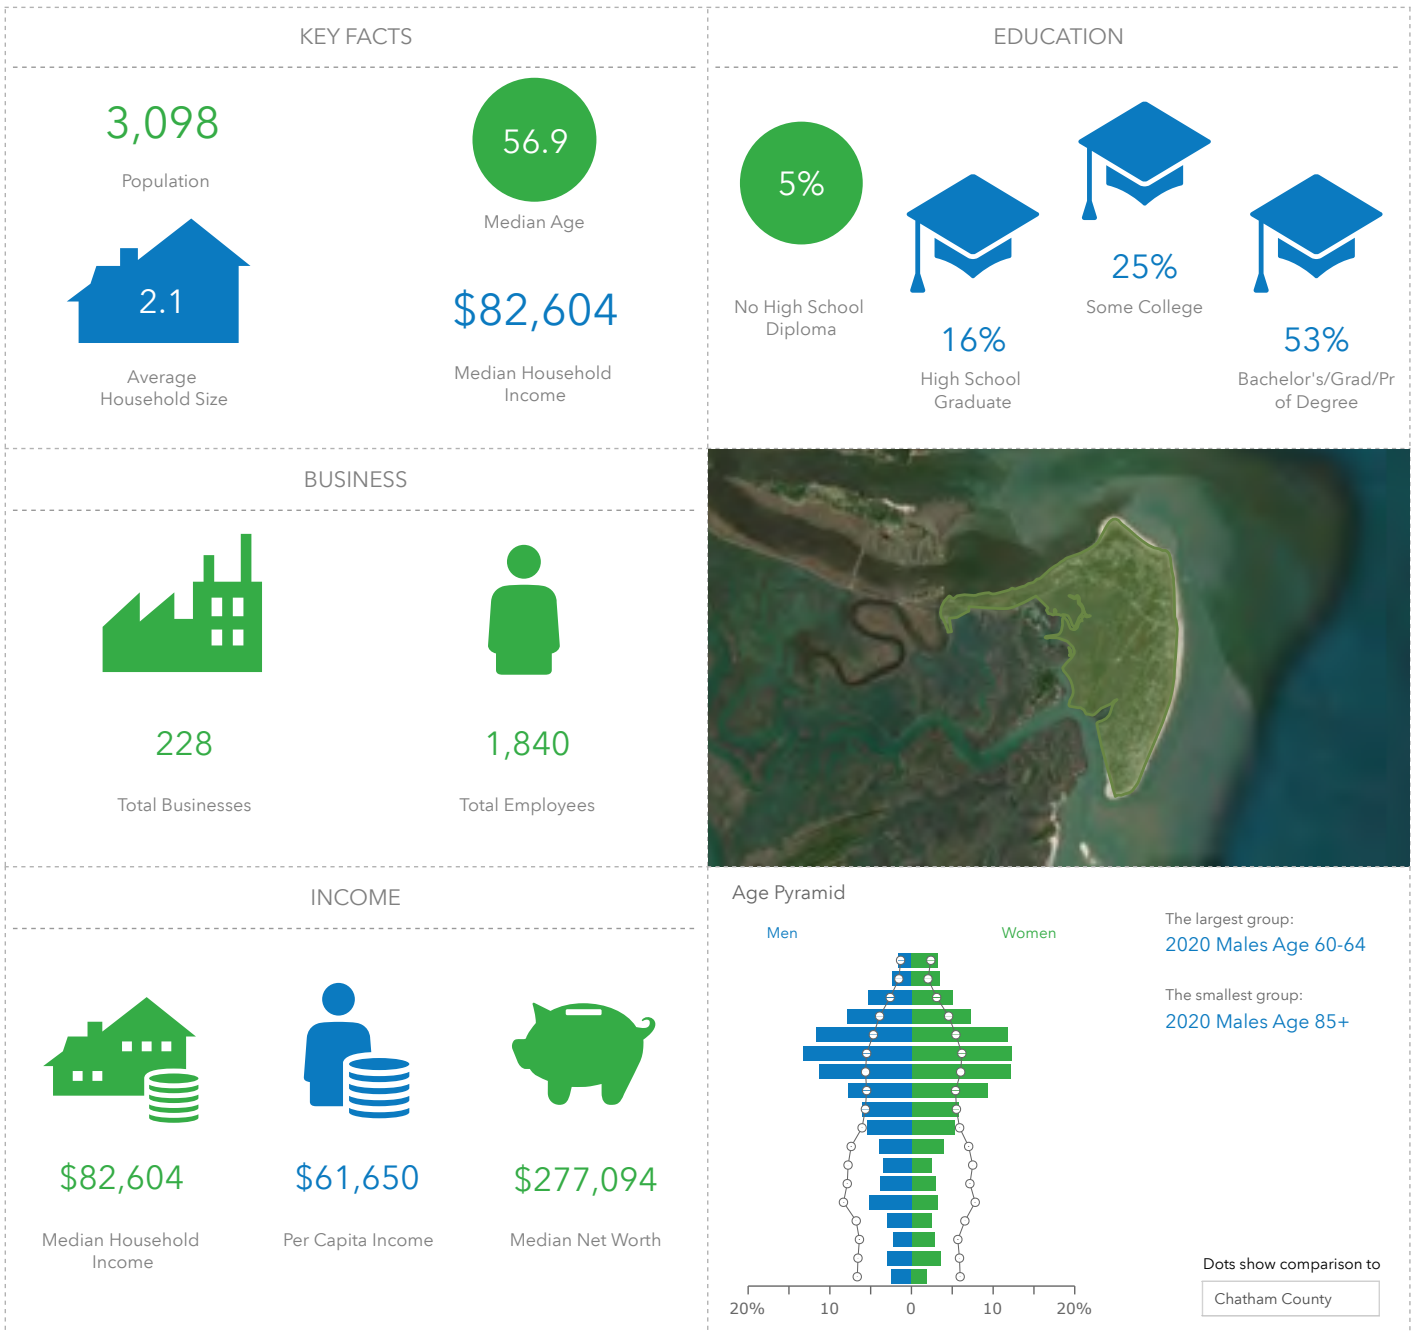 KEY FACTS
3,098
Population
56.9
Median Age
2.1
Average
Household Size
$82,604
Median Household
Income
EDUCATION
5%
No High School
Diploma
16%
High School
Graduate
25%
Some College
53%
Bachelor's/Grad/Pr
of Degree
BUSINESS
228
Total Businesses
1,840
Total Employees
INCOME
$82,604
Median Household
Income
$61,650
Per Capita Income
$277,094
Median Net Worth
Age Pyramid
Men
Women
20%
10
0
10
20%
The largest group:
2020 Males Age 60-64
The smallest group:
2020 Males Age 85+
Dots show comparison to
Chatham County